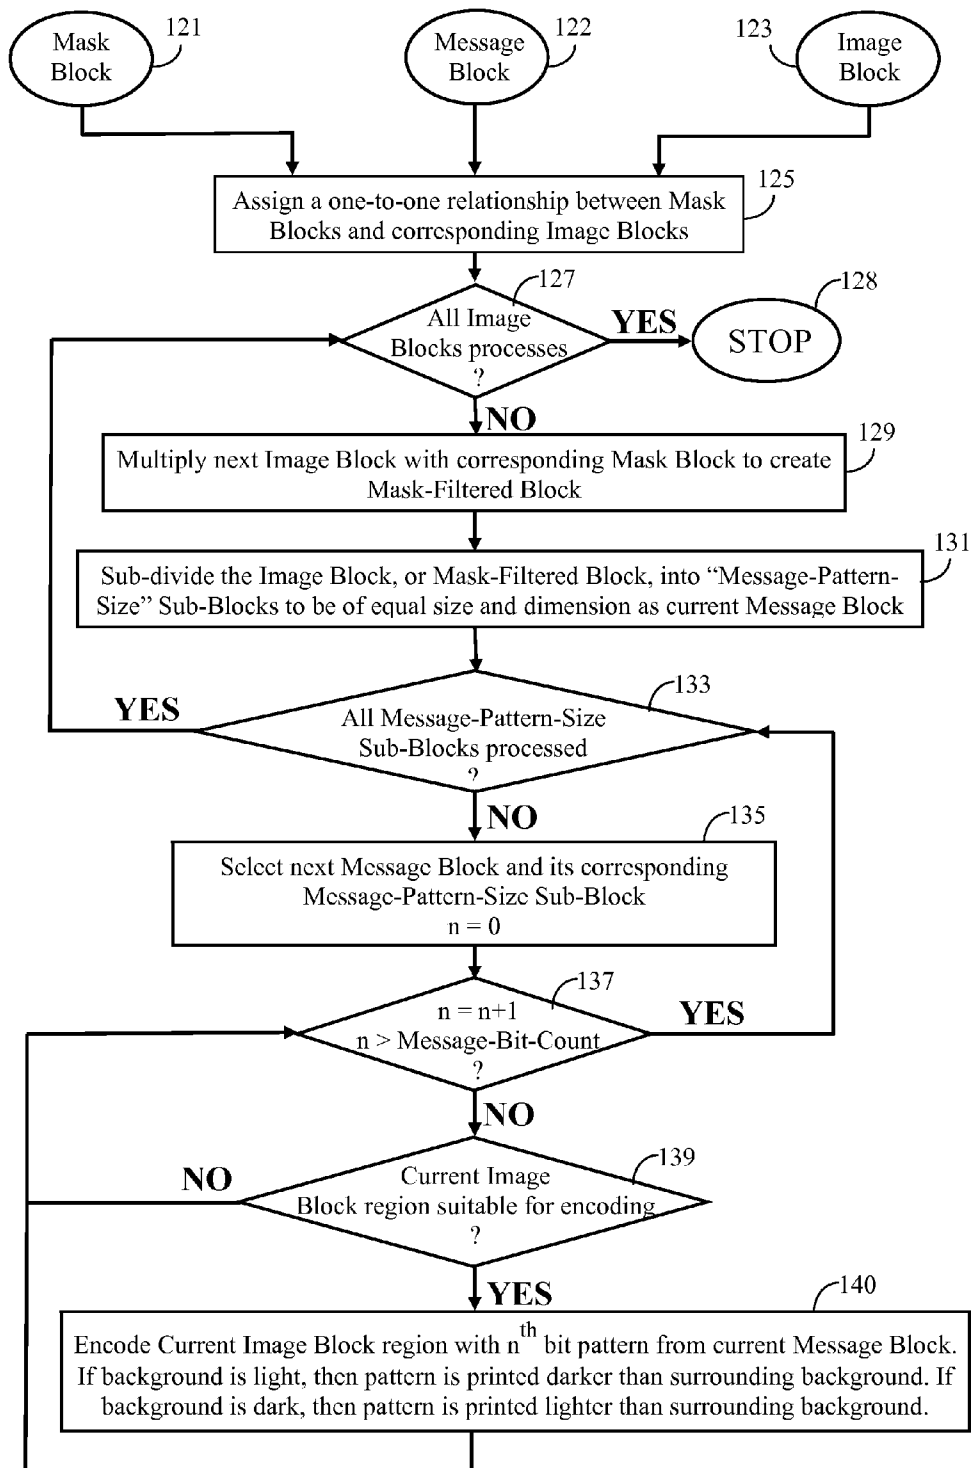 Mask
Block
121
Message
Block
122
123
Image
Block
125
Assign a one-to-one relationship between Mask
Blocks and corresponding Image Blocks
127
128
All Image
Blocks processes
?
YES
STOP
NO
129
Multiply next Image Block with corresponding Mask Block to create
Mask-Filtered Block
131
Sub-divide the Image Block, or Mask-Filtered Block, into “Message-Pattern-
Size” Sub-Blocks to be of equal size and dimension as current Message Block
133
YES
All Message-Pattern-Size
Sub-Blocks processed
?
NO
135
Select next Message Block and its corresponding
Message-Pattern-Size Sub-Block
n = 0
137
n = n+1
n > Message-Bit-Count
?
YES
NO
139
NO
Current Image
Block region suitable for encoding
?
YES
140
Encode Current Image Block region with nth bit pattern from current Message Block.
If background is light, then pattern is printed darker than surrounding background. If
background is dark, then pattern is printed lighter than surrounding background.